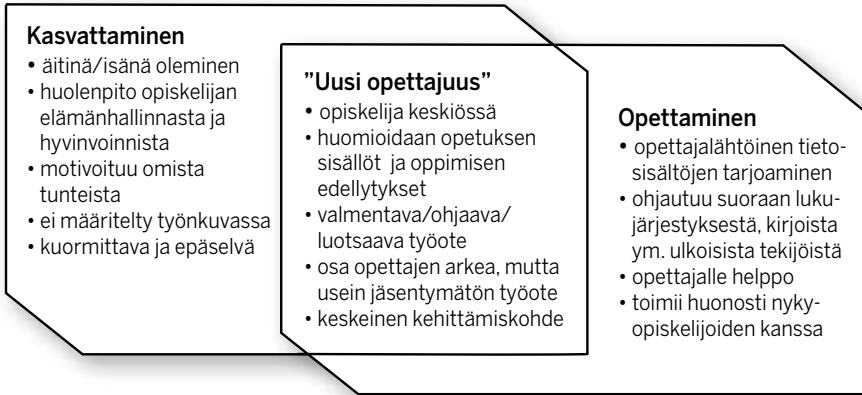 Kasvattaminen
• äitinä/isänä oleminen
• huolenpito opiskelijan
elämänhallinnasta ja
hyvinvoinnista
• motivoituu omista
tunteista
• ei määritelty työnkuvassa
• kuormittava ja epäselvä
”Uusi opettajuus”
• opiskelija keskiössä
• huomioidaan opetuksen
sisällöt ja oppimisen
edellytykset
• valmentava/ohjaava/
luotsaava työote
• osa opettajen arkea, mutta
usein jäsentymätön työote
• keskeinen kehittämiskohde
Opettaminen
• opettajalähtöinen tieto-
sisältöjen tarjoaminen
• ohjautuu suoraan luku-
järjestyksestä, kirjoista
ym. ulkoisista tekijöistä
• opettajalle helppo
• toimii huonosti nyky-
opiskelijoiden kanssa